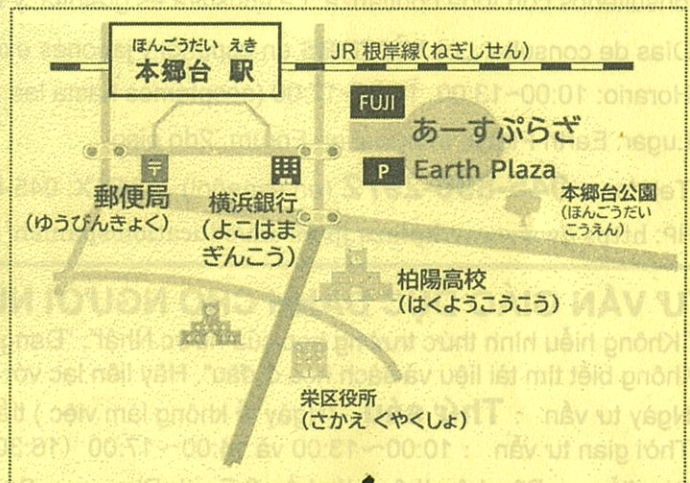 ほんごうだい えき
本郷台 駅
JR 根岸線(ねぎしせん)
FUJI
あーすぷらざ
P Earth Plaza
〒
郵便局
(ゆうびんきょく)
横浜銀行
(よこはま
ぎんこう)
本郷台公園
(ほんごうだい
こうえん)
柏陽高校
(はくようこうこう)
栄区役所
(さかえ くやくしょ)